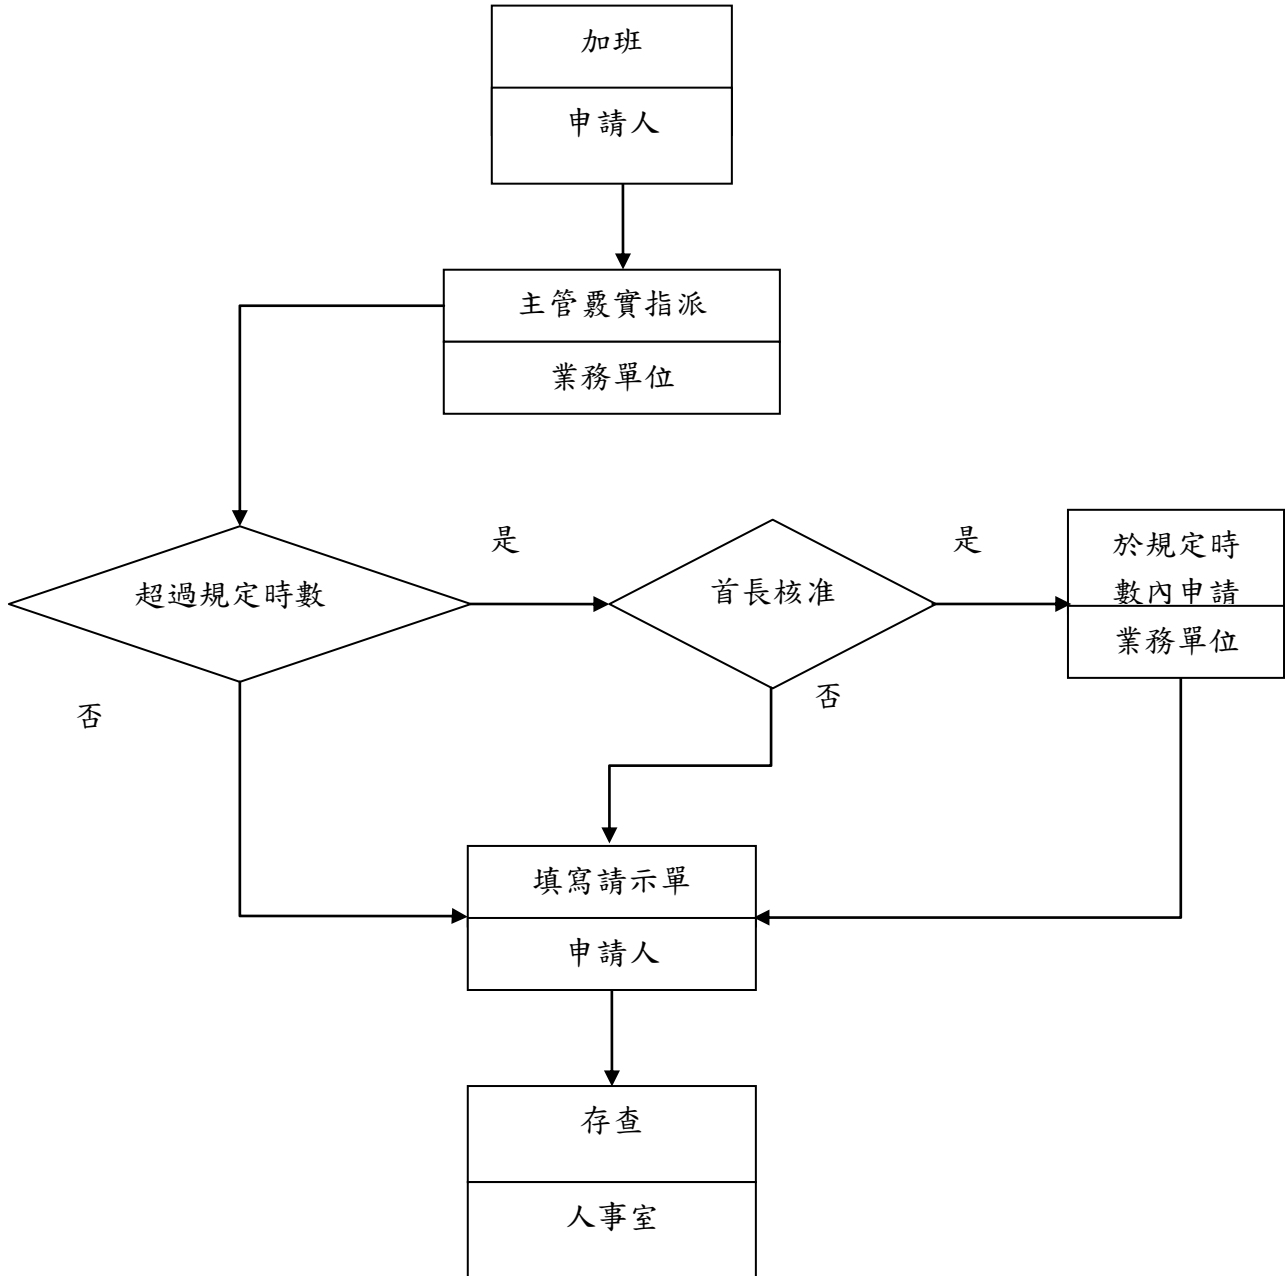 加班
申請人
主管覈實指派
業務單位
超過規定時數
是
首長核准
是
於規定時
數內申請
業務單位
否
否
填寫請示單
申請人
存查
人事室